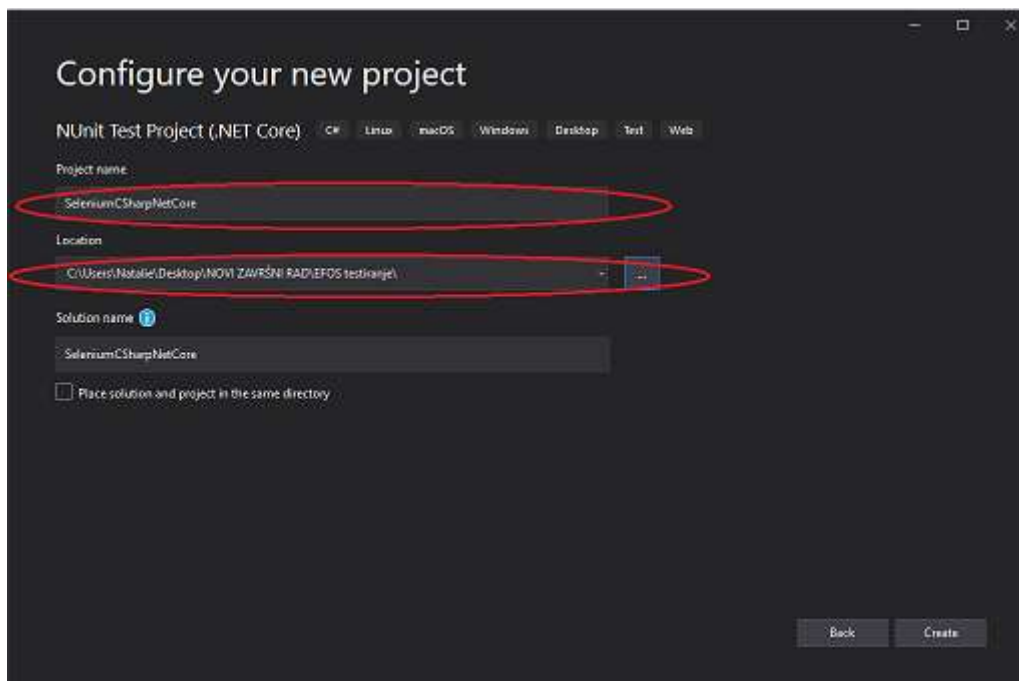 Configure your new project
NUnit Test Project (.NET Core) C# Linux macOS Windows Desktop Test Web
Project name
SeleniumCSharpNetCore
Location
C:\Users\Natalie\Desktop\NOVI ZAVRŠNI RAD\EFOS testiranje\
...
Solution name
SeleniumCSharpNetCore
Place solution and project in the same directory
Back Create